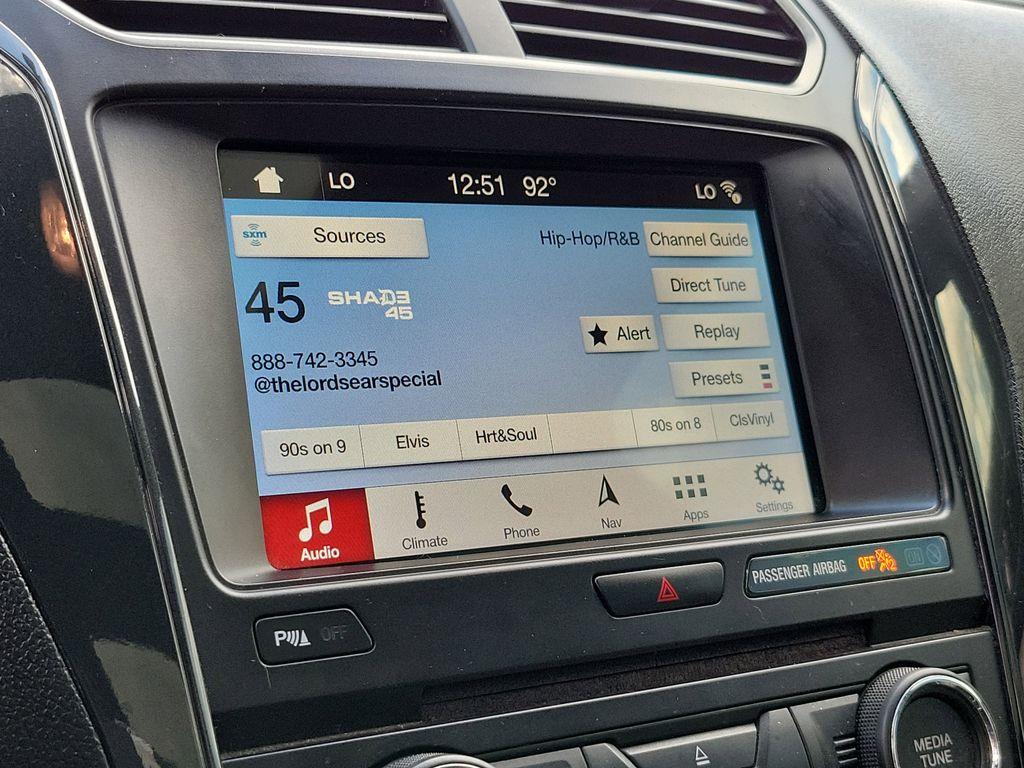 LO 12:51 92° LO
sxm Sources Hip-Hop/R&B Channel Guide
45 SHADE 45 Direct Tune
Alert Replay
888-742-3345
@thelordsearspecial Presets
90s on 9 Elvis Hrt&Soul 80s on 8 ClsVinyl
Audio Climate Phone Nav Apps Settings
PASSENGER AIRBAG OFF 2 ON
P OFF
MEDIA
TUNE